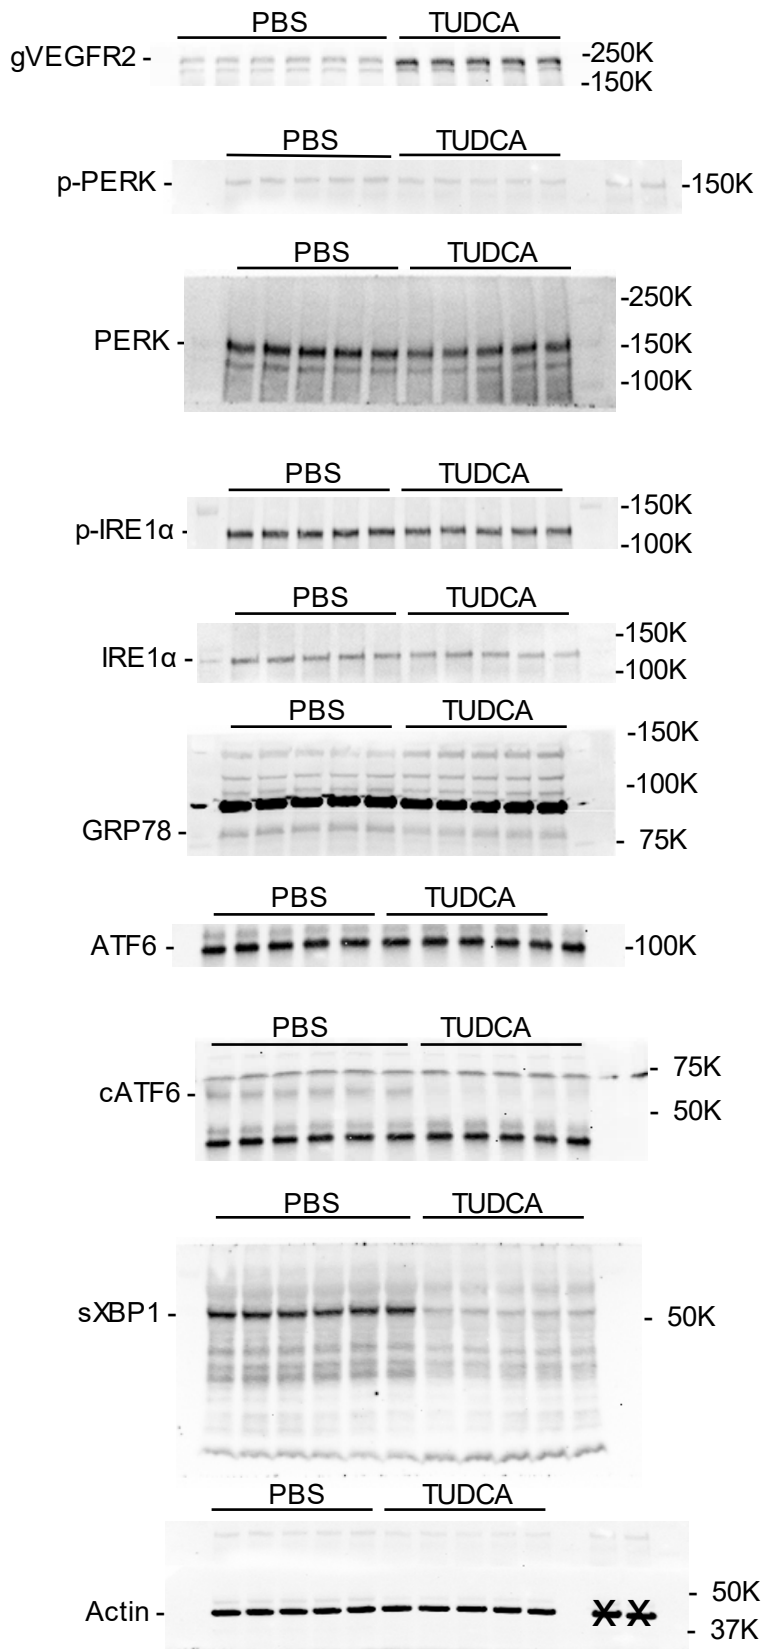 PBS TUDCA
gVEGFR2 - -250K
-150K
PBS TUDCA
p-PERK - -150K
PBS TUDCA
-250K
PERK - -150K
-100K
PBS TUDCA
-150K
p-IRE1α -
-100K
PBS TUDCA
-150K
IRE1α -
-100K
PBS TUDCA
-150K
-100K
GRP78 -
- 75K
PBS TUDCA
ATF6 - -100K
PBS TUDCA
- 75K
cATF6 -
- 50K
PBS TUDCA
sXBP1 - - 50K
PBS TUDCA
- 50K
Actin - X X
- 37K